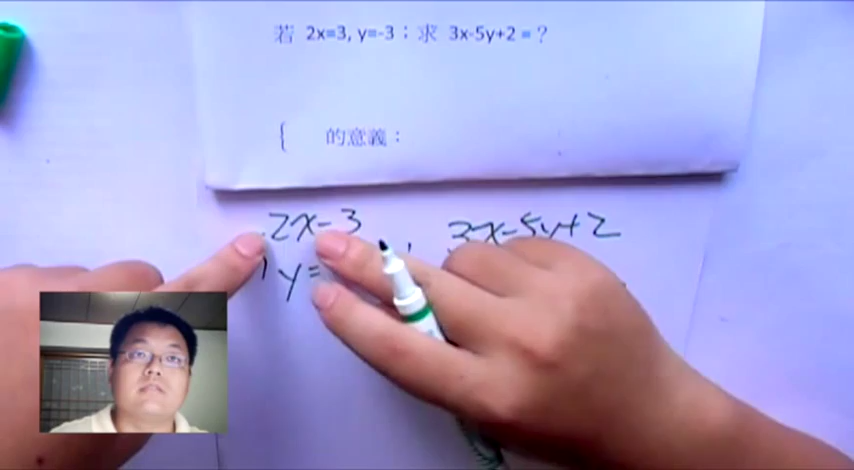 若 2x=3, y=-3；求 3x-5y+2 = ?
{ 的意義：
2x-3 , 3x-5y+2
y=